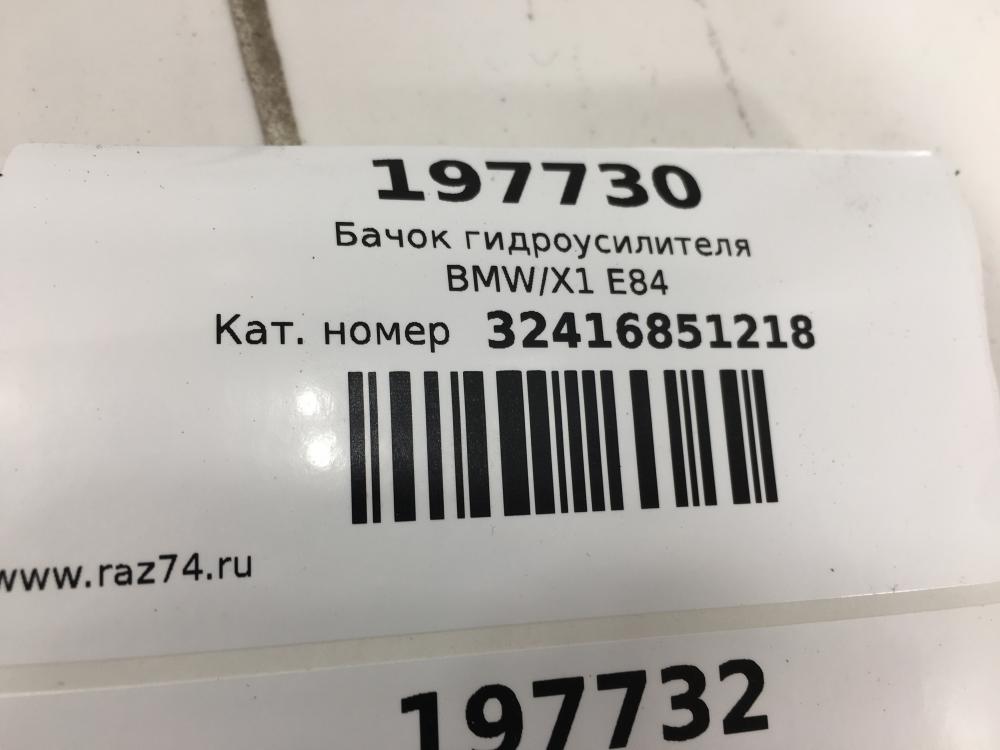 197730
Бачок гидроусилителя
BMW/X1 E84
Кат. номер 32416851218
www.raz74.ru
197732